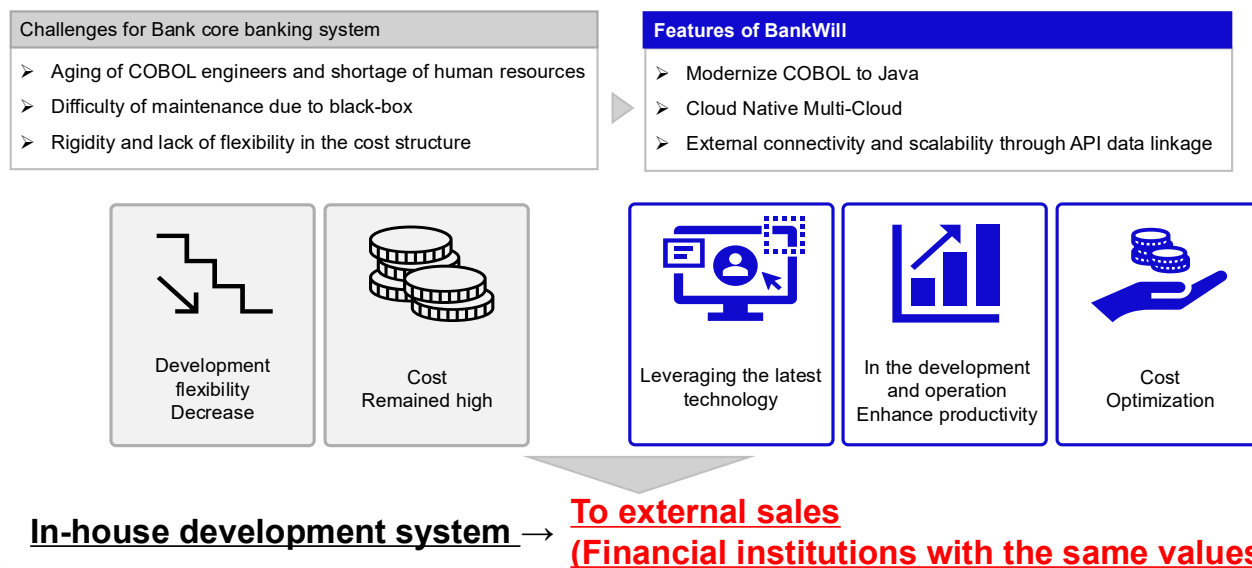 Challenges for Bank core banking system
➢ Aging of COBOL engineers and shortage of human resources
➢ Difficulty of maintenance due to black-box
➢ Rigidity and lack of flexibility in the cost structure
Features of BankWill
➢ Modernize COBOL to Java
➢ Cloud Native Multi-Cloud
➢ External connectivity and scalability through API data linkage
Development
flexibility
Decrease
Cost
Remained high
Leveraging the latest
technology
In the development
and operation
Enhance productivity
Cost
Optimization
In-house development system →
To external sales
(Financial institutions with the same values